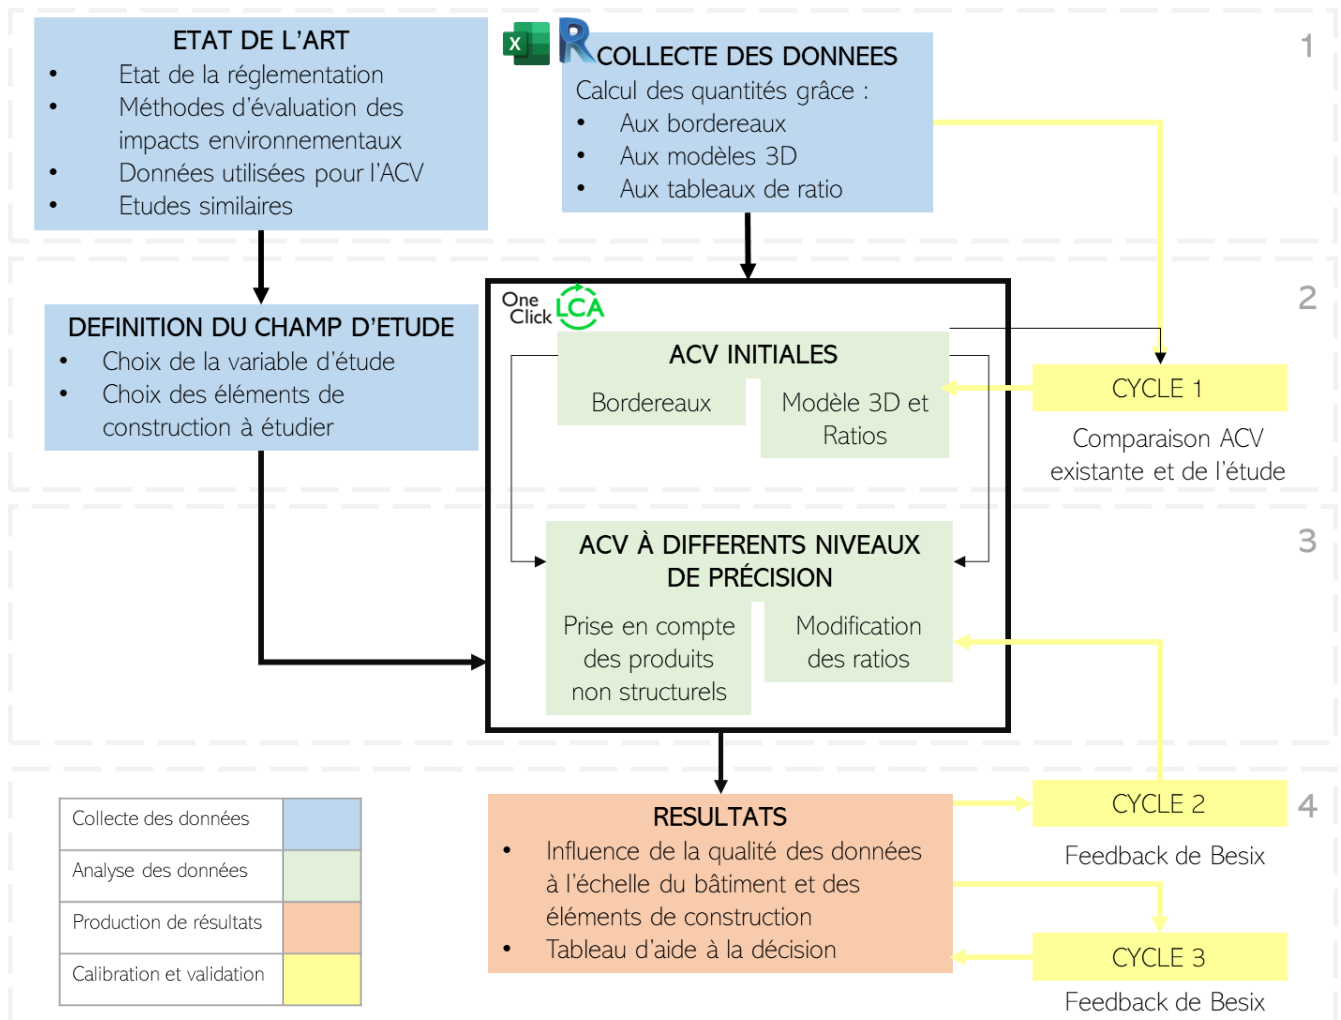 ETAT DE L'ART
• Etat de la réglementation
• Méthodes d'évaluation des
impacts environnementaux
• Données utilisées pour l'ACV
• Etudes similaires
X
R
COLLECTE DES DONNEES
Calcul des quantités grâce :
• Aux bordereaux
• Aux modèles 3D
• Aux tableaux de ratio
1
DEFINITION DU CHAMP D'ETUDE
• Choix de la variable d'étude
• Choix des éléments de
construction à étudier
One
Click
LCA
ACV INITIALES
Bordereaux
Modèle 3D et
Ratios
2
CYCLE 1
Comparaison ACV
existante et de l'étude
3
ACV À DIFFERENTS NIVEAUX
DE PRÉCISION
Prise en compte
des produits
non structurels
Modification
des ratios
Collecte des données
Analyse des données
Production de résultats
Calibration et validation
RESULTATS
• Influence de la qualité des données
à l'échelle du bâtiment et des
éléments de construction
• Tableau d'aide à la décision
4
CYCLE 2
Feedback de Besix
CYCLE 3
Feedback de Besix